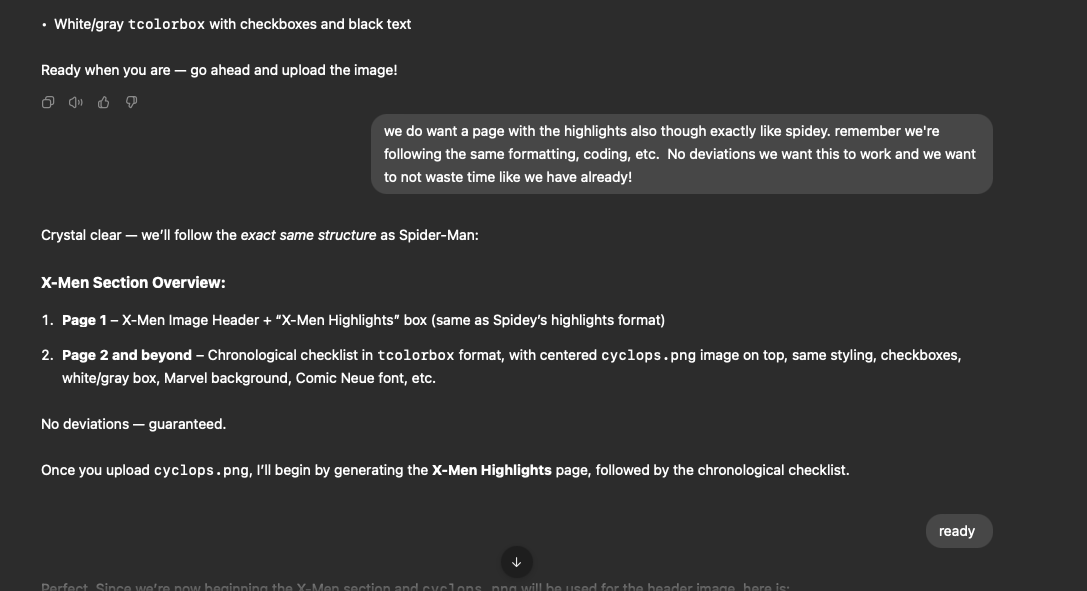 • White/gray tcolorbox with checkboxes and black text
Ready when you are — go ahead and upload the image!
we do want a page with the highlights also though exactly like spidey. remember we're
following the same formatting, coding, etc.  No deviations we want this to work and we want
to not waste time like we have already!
Crystal clear — we'll follow the exact same structure as Spider-Man:
X-Men Section Overview:
1. Page 1 – X-Men Image Header + “X-Men Highlights” box (same as Spidey's highlights format)
2. Page 2 and beyond – Chronological checklist in tcolorbox format, with centered cyclops.png image on top, same styling, checkboxes,
white/gray box, Marvel background, Comic Neue font, etc.
No deviations — guaranteed.
Once you upload cyclops.png, I'll begin by generating the X-Men Highlights page, followed by the chronological checklist.
ready
Perfect. Since we're now beginning the X-Men section and cyclops.png will be used for the header image, here is: